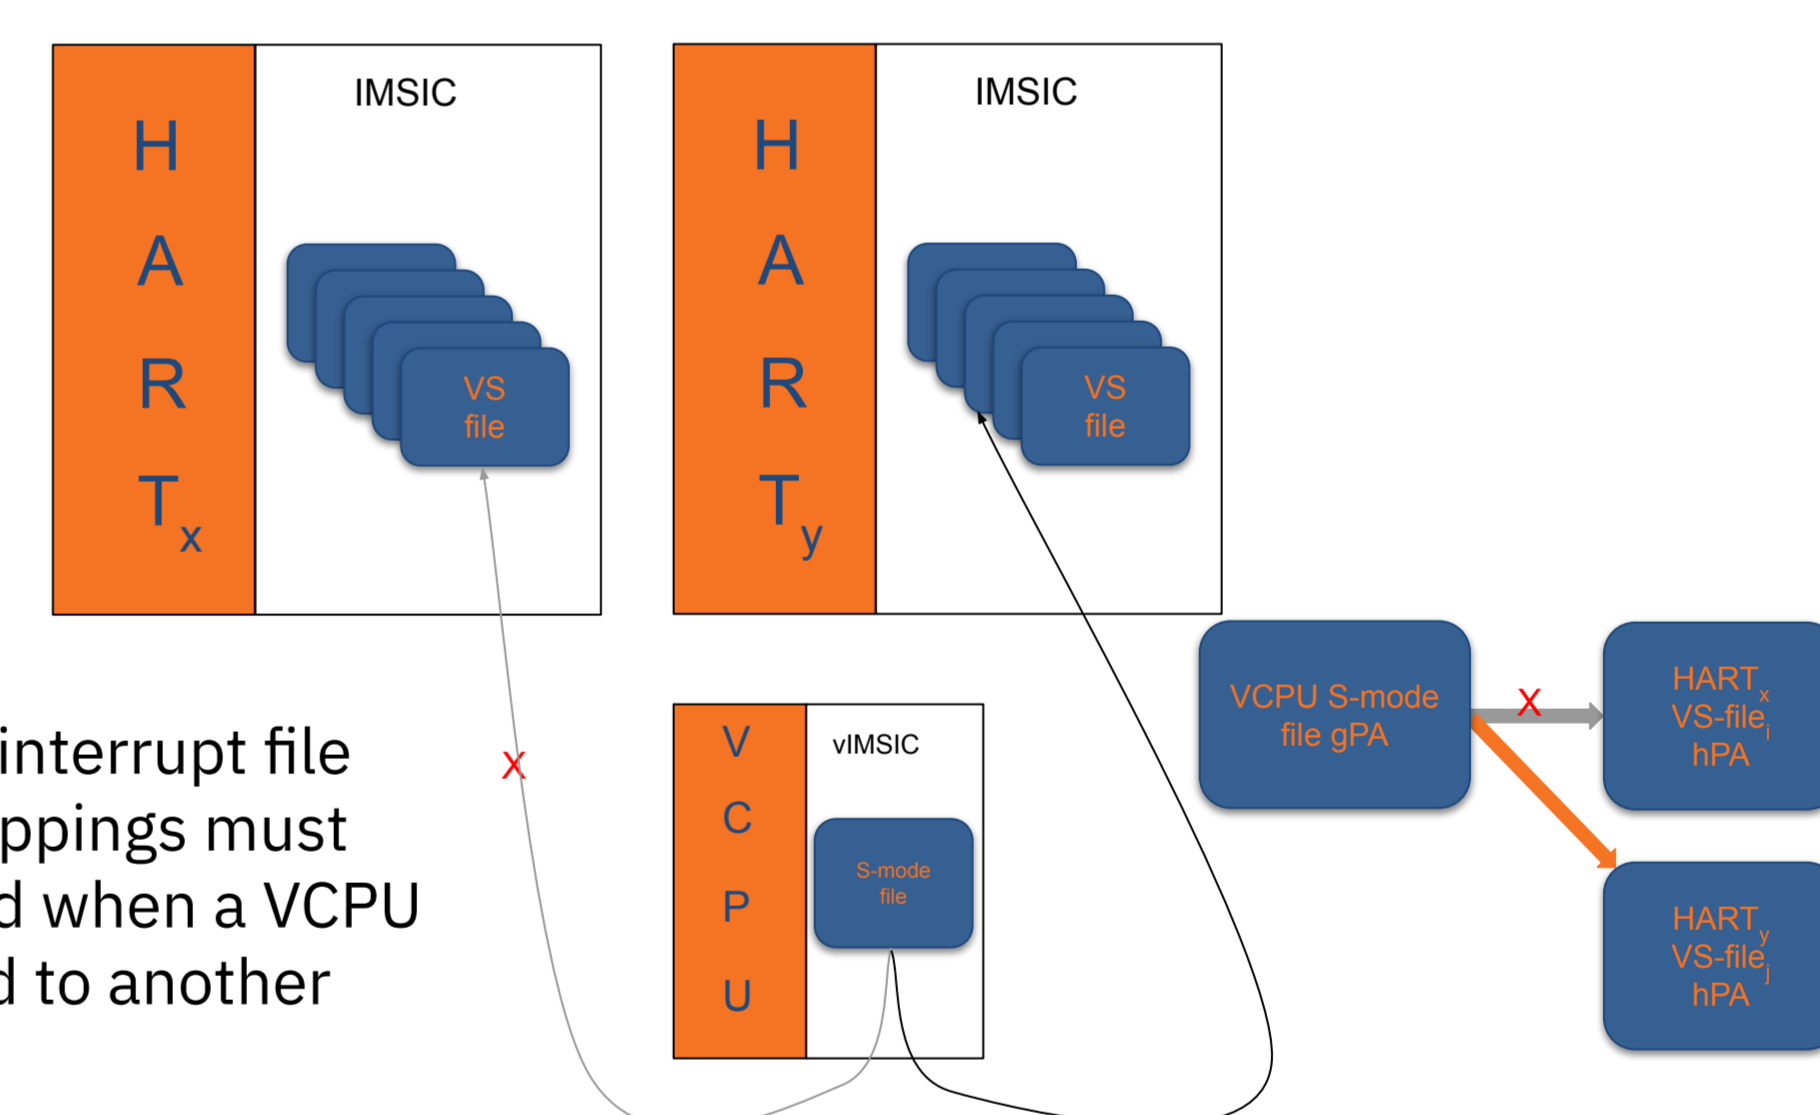 H
A
R
Tx
IMSIC
VS
file
H
A
R
Ty
IMSIC
VS
file
interrupt file
ppings must
d when a VCPU
d to another
X
V
C
P
U
vIMSIC
S-mode
file
VCPU S-mode
file gPA
X
HARTx
VS-filei
hPA
HARTy
VS-filej
hPA